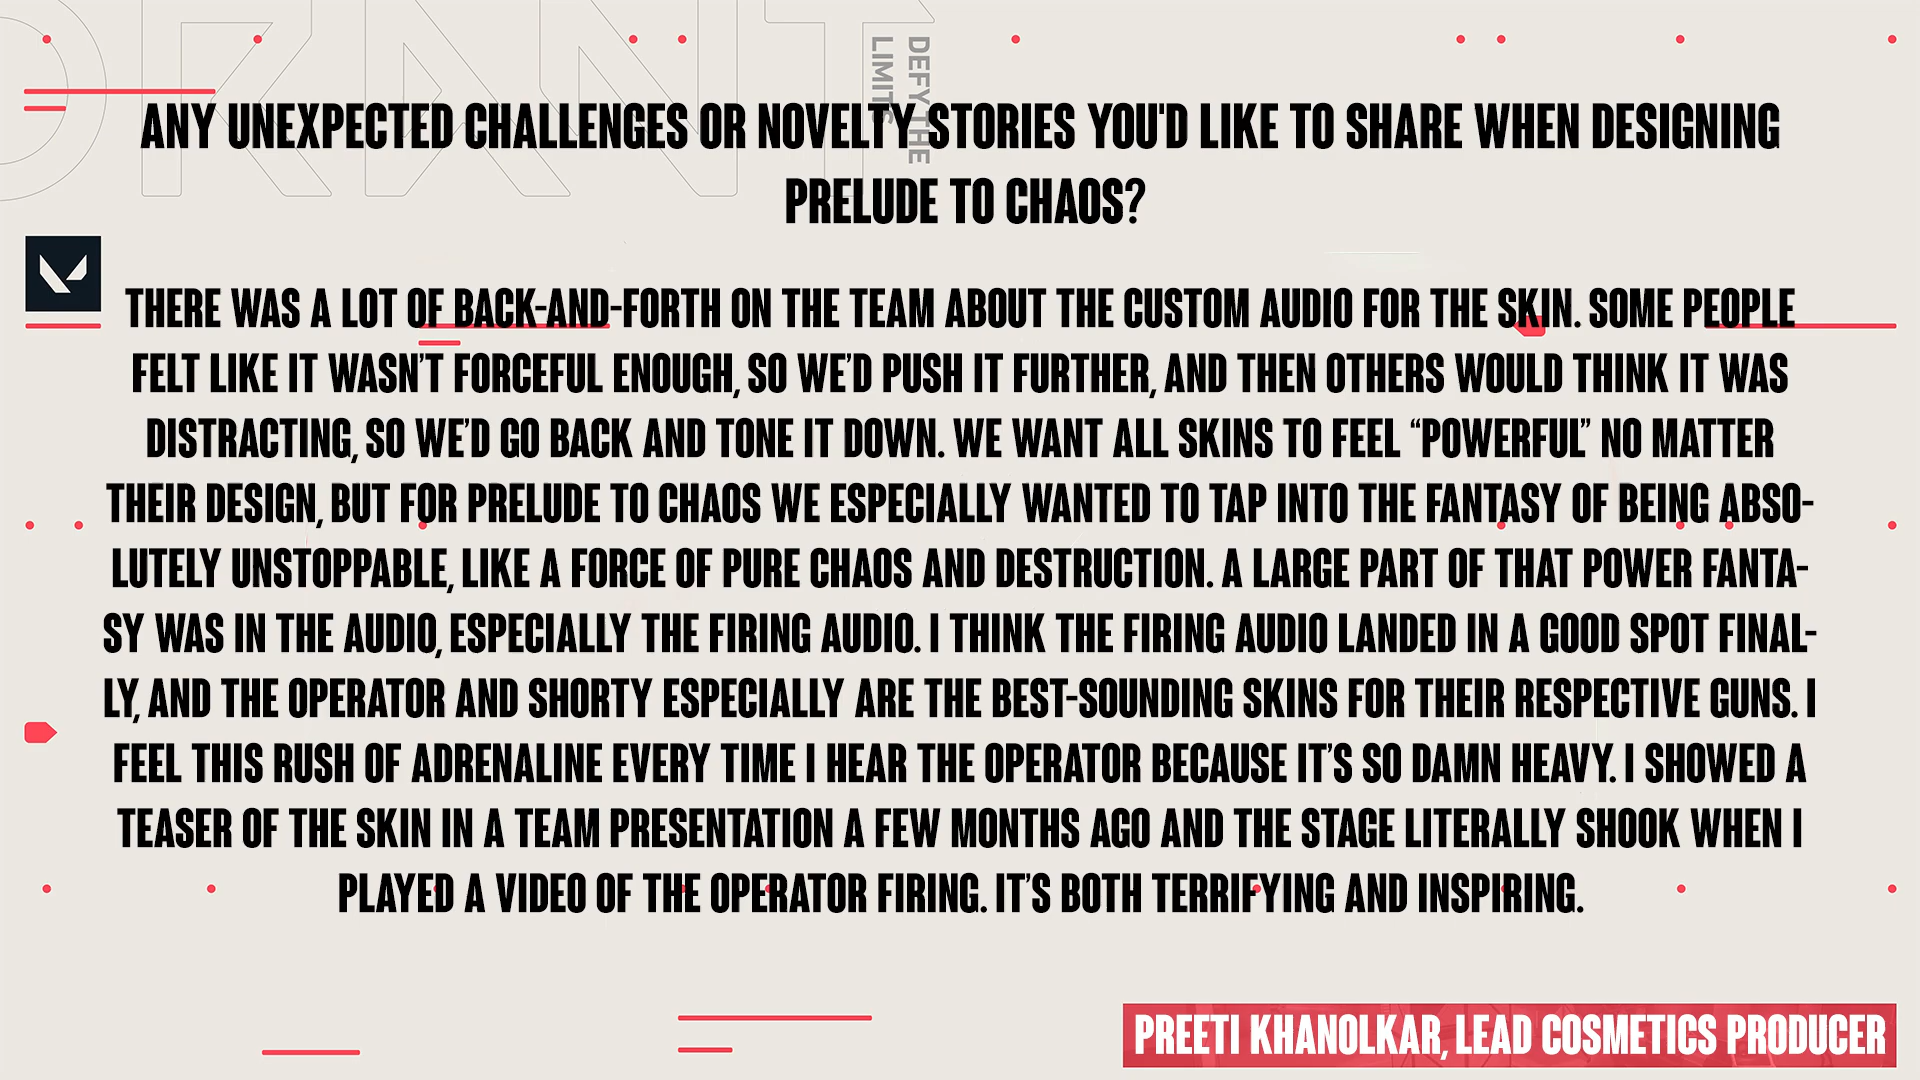 ORANT
DEFY THE
LIMITS
ANY UNEXPECTED CHALLENGES OR NOVELTY STORIES YOU'D LIKE TO SHARE WHEN DESIGNING
PRELUDE TO CHAOS?
THERE WAS A LOT OF BACK-AND-FORTH ON THE TEAM ABOUT THE CUSTOM AUDIO FOR THE SKIN. SOME PEOPLE
FELT LIKE IT WASN’T FORCEFUL ENOUGH, SO WE’D PUSH IT FURTHER, AND THEN OTHERS WOULD THINK IT WAS
DISTRACTING, SO WE’D GO BACK AND TONE IT DOWN. WE WANT ALL SKINS TO FEEL “POWERFUL” NO MATTER
THEIR DESIGN, BUT FOR PRELUDE TO CHAOS WE ESPECIALLY WANTED TO TAP INTO THE FANTASY OF BEING ABSO-
LUTELY UNSTOPPABLE, LIKE A FORCE OF PURE CHAOS AND DESTRUCTION. A LARGE PART OF THAT POWER FANTA-
SY WAS IN THE AUDIO, ESPECIALLY THE FIRING AUDIO. I THINK THE FIRING AUDIO LANDED IN A GOOD SPOT FINAL-
LY, AND THE OPERATOR AND SHORTY ESPECIALLY ARE THE BEST-SOUNDING SKINS FOR THEIR RESPECTIVE GUNS. I
FEEL THIS RUSH OF ADRENALINE EVERY TIME I HEAR THE OPERATOR BECAUSE IT’S SO DAMN HEAVY. I SHOWED A
TEASER OF THE SKIN IN A TEAM PRESENTATION A FEW MONTHS AGO AND THE STAGE LITERALLY SHOOK WHEN I
PLAYED A VIDEO OF THE OPERATOR FIRING. IT’S BOTH TERRIFYING AND INSPIRING.
PREETI KHANOLKAR, LEAD COSMETICS PRODUCER